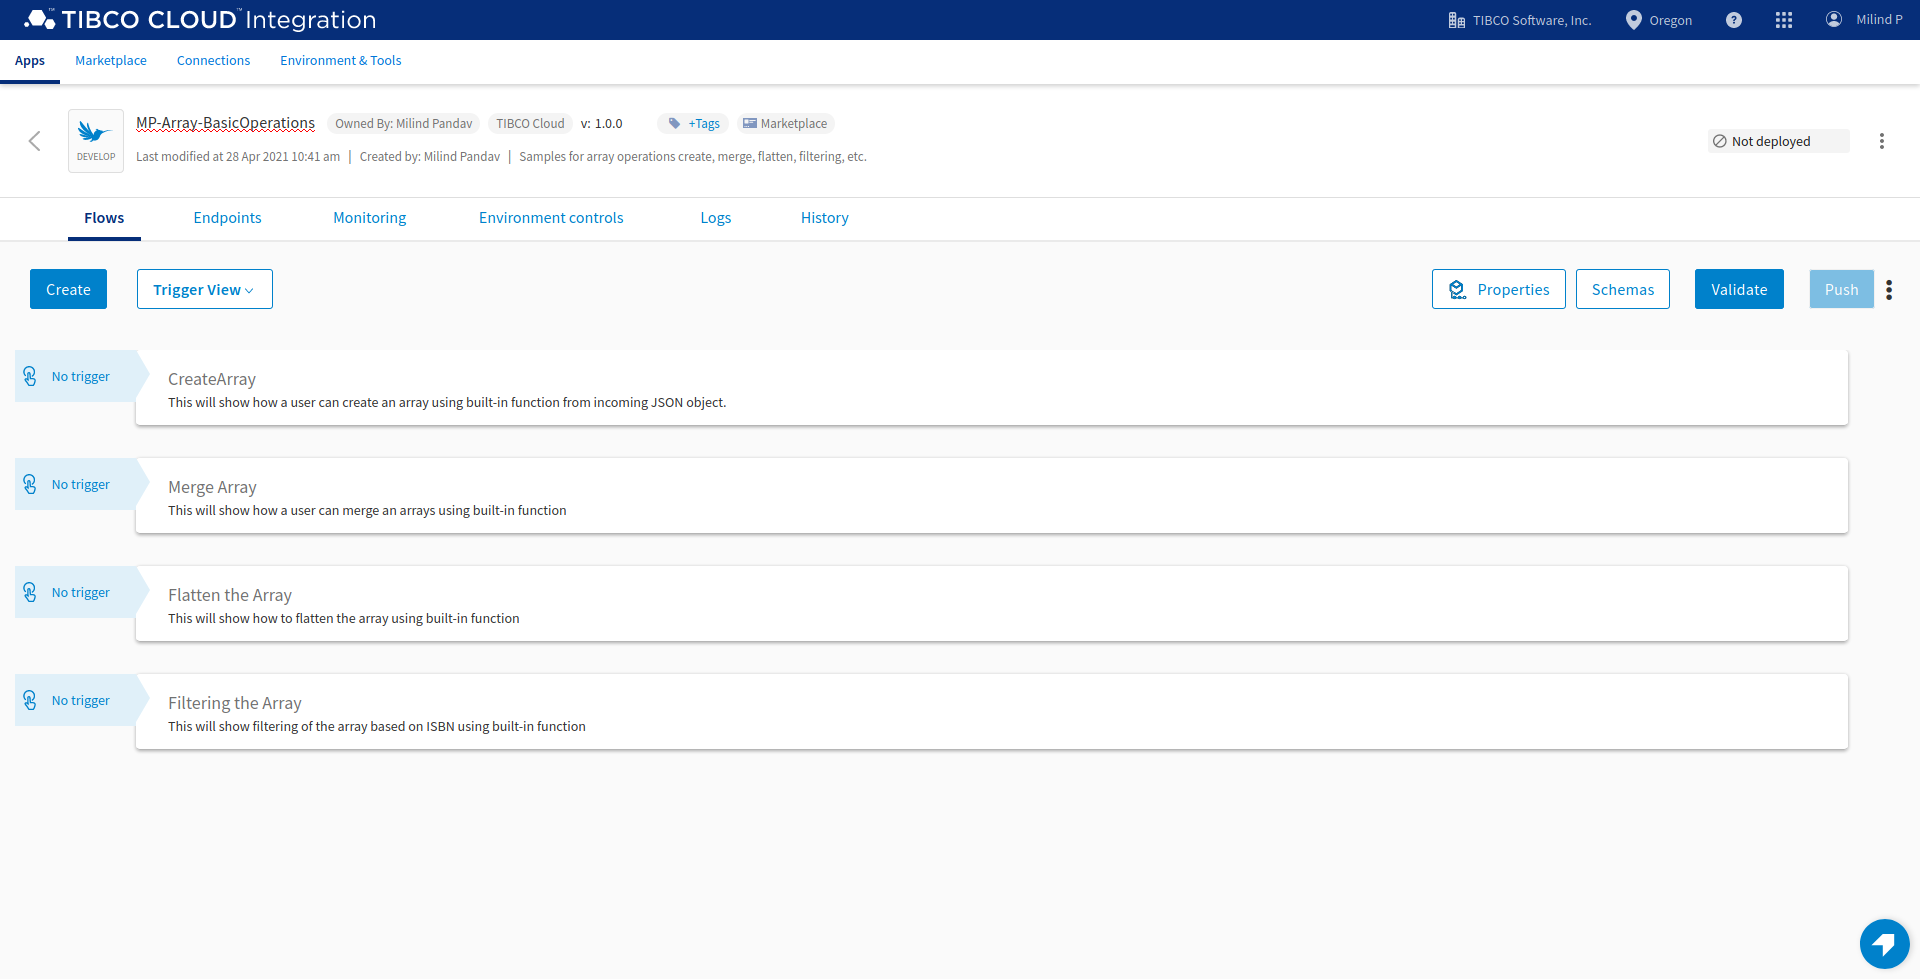 TIBCO CLOUD™ Integration
TIBCO Software, Inc.
Oregon
?
Milind P
Apps
Marketplace
Connections
Environment & Tools
DEVELOP
MP-Array-BasicOperations
Owned By: Milind Pandav
TIBCO Cloud
v: 1.0.0
+Tags
Marketplace
Last modified at 28 Apr 2021 10:41 am | Created by: Milind Pandav | Samples for array operations create, merge, flatten, filtering, etc.
Not deployed
Flows
Endpoints
Monitoring
Environment controls
Logs
History
Create
Trigger View
Properties
Schemas
Validate
Push
No trigger
CreateArray
This will show how a user can create an array using built-in function from incoming JSON object.
No trigger
Merge Array
This will show how a user can merge an arrays using built-in function
No trigger
Flatten the Array
This will show how to flatten the array using built-in function
No trigger
Filtering the Array
This will show filtering of the array based on ISBN using built-in function